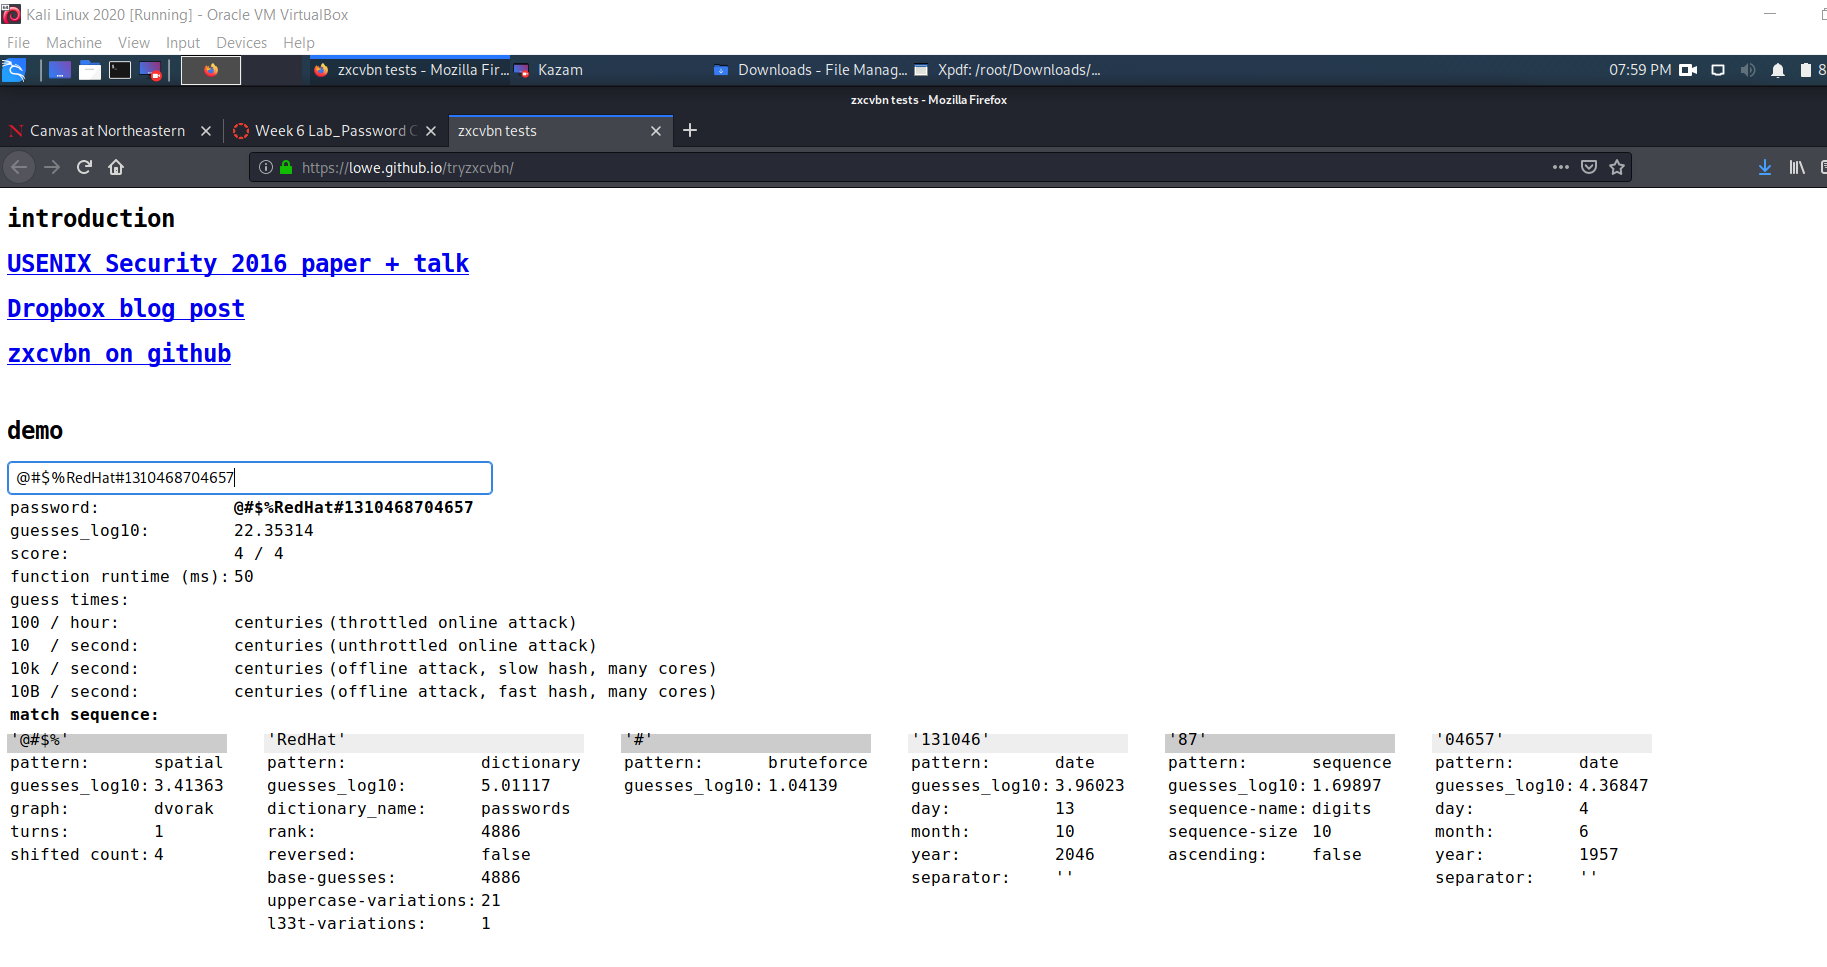 Kali Linux 2020 [Running] - Oracle VM VirtualBox
File Machine View Input Devices Help
zxcvbn tests - Mozilla Fir... Kazam Downloads - File Manag... Xpdf: /root/Downloads/... 07:59 PM 8
zxcvbn tests - Mozilla Firefox
Canvas at Northeastern Week 6 Lab_Password zxcvbn tests
https://lowe.github.io/tryzxcvbn/
introduction
USENIX Security 2016 paper + talk
Dropbox blog post
zxcvbn on github
demo
@#$%RedHat#1310468704657
password: @#$%RedHat#1310468704657
guesses_log10: 22.35314
score: 4 / 4
function runtime (ms): 50
guess times:
100 / hour: centuries (throttled online attack)
10 / second: centuries (unthrottled online attack)
10k / second: centuries (offline attack, slow hash, many cores)
10B / second: centuries (offline attack, fast hash, many cores)
match sequence:
'@#$%' 'RedHat' '#' '131046' '87' '04657'
pattern: spatial pattern: dictionary pattern: bruteforce pattern: date pattern: sequence pattern: date
guesses_log10: 3.41363 guesses_log10: 5.01117 guesses_log10: 1.04139 guesses_log10: 3.96023 guesses_log10: 1.69897 guesses_log10: 4.36847
graph: dvorak dictionary_name: passwords day: 13 sequence-name: digits day: 4
turns: 1 rank: 4886 month: 10 sequence-size 10 month: 6
shifted count: 4 reversed: false year: 2046 ascending: false year: 1957
base-guesses: 4886 separator: '' separator: ''
uppercase-variations: 21
l33t-variations: 1